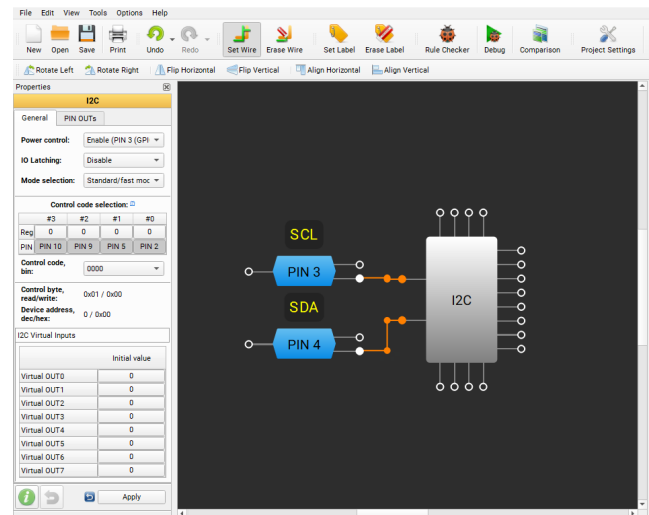 File Edit View Tools Options Help
New Open Save Print Undo Redo Set Wire Erase Wire Set Label Erase Label Rule Checker Debug Comparison Project Settings
Rotate Left Rotate Right Flip Horizontal Flip Vertical Align Horizontal Align Vertical
Properties
I2C
General PIN OUTs
Power control: Enable (PIN 3 (GPI
IO Latching: Disable
Mode selection: Standard/fast moc
Control code selection:
#3 #2 #1 #0
Reg 0 0 0 0
PIN PIN 10 PIN 9 PIN 5 PIN 2
Control code,
bin: 0000
Control byte,
read/write: 0x01 / 0x00
Device address,
dec/hex: 0 / 0x00
I2C Virtual Inputs
Initial value
Virtual OUT0 0
Virtual OUT1 0
Virtual OUT2 0
Virtual OUT3 0
Virtual OUT4 0
Virtual OUT5 0
Virtual OUT6 0
Virtual OUT7 0
Apply
SCL
PIN 3
SDA
PIN 4
I2C